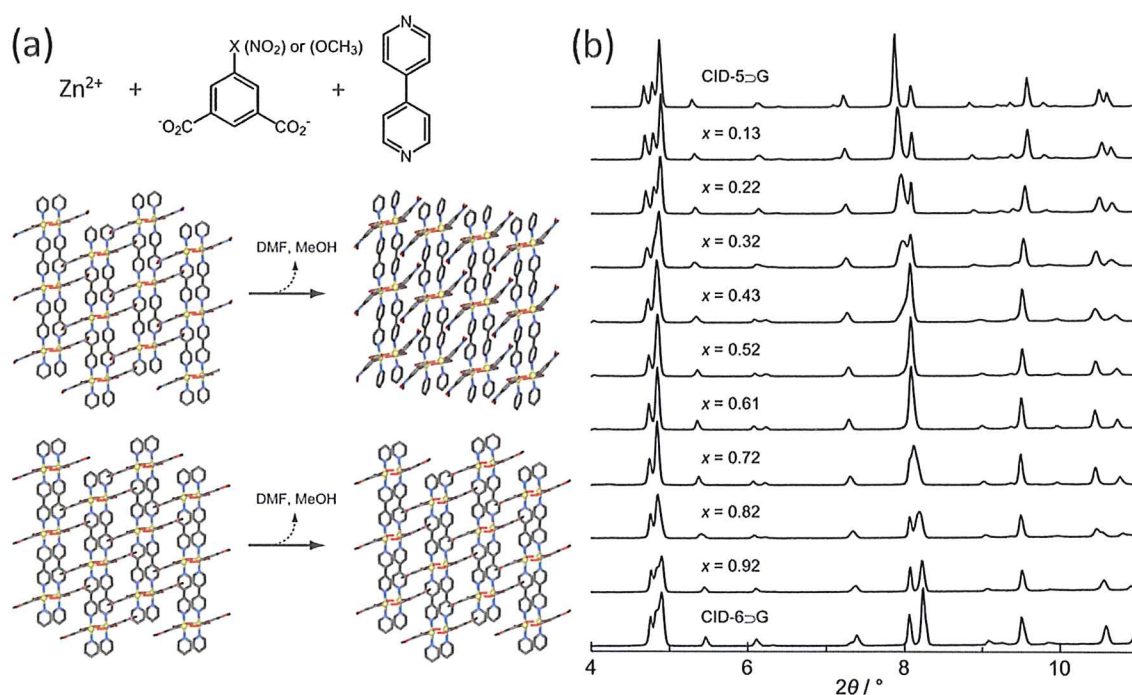 (a)
X (NO₂) or (OCH₃)
N
Zn²⁺ + + 
⁻O₂C CO₂⁻
N
DMF, MeOH
DMF, MeOH
(b)
CID-5⊃G
x = 0.13
x = 0.22
x = 0.32
x = 0.43
x = 0.52
x = 0.61
x = 0.72
x = 0.82
x = 0.92
CID-6⊃G
4 6 8 10
2θ / °